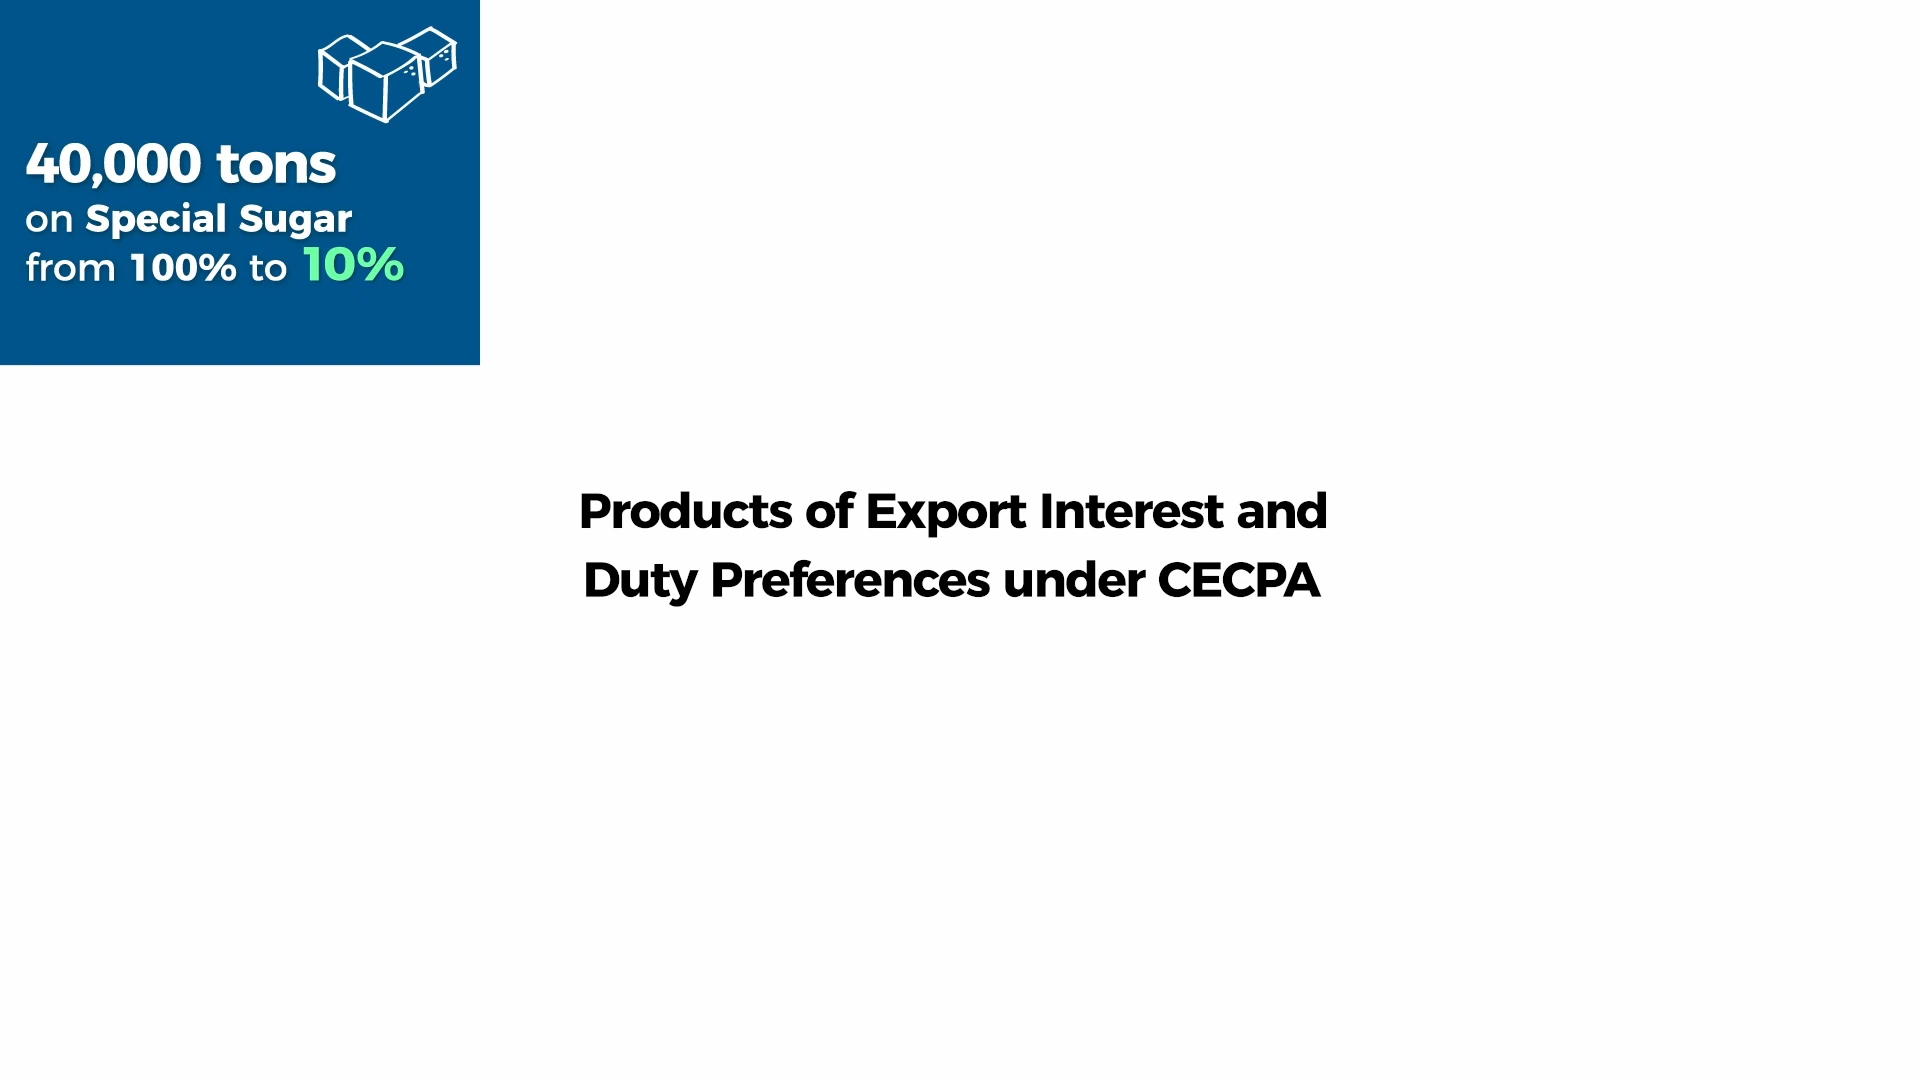 40,000 tons
on Special Sugar
from 100% to 10%
Products of Export Interest and
Duty Preferences under CECPA